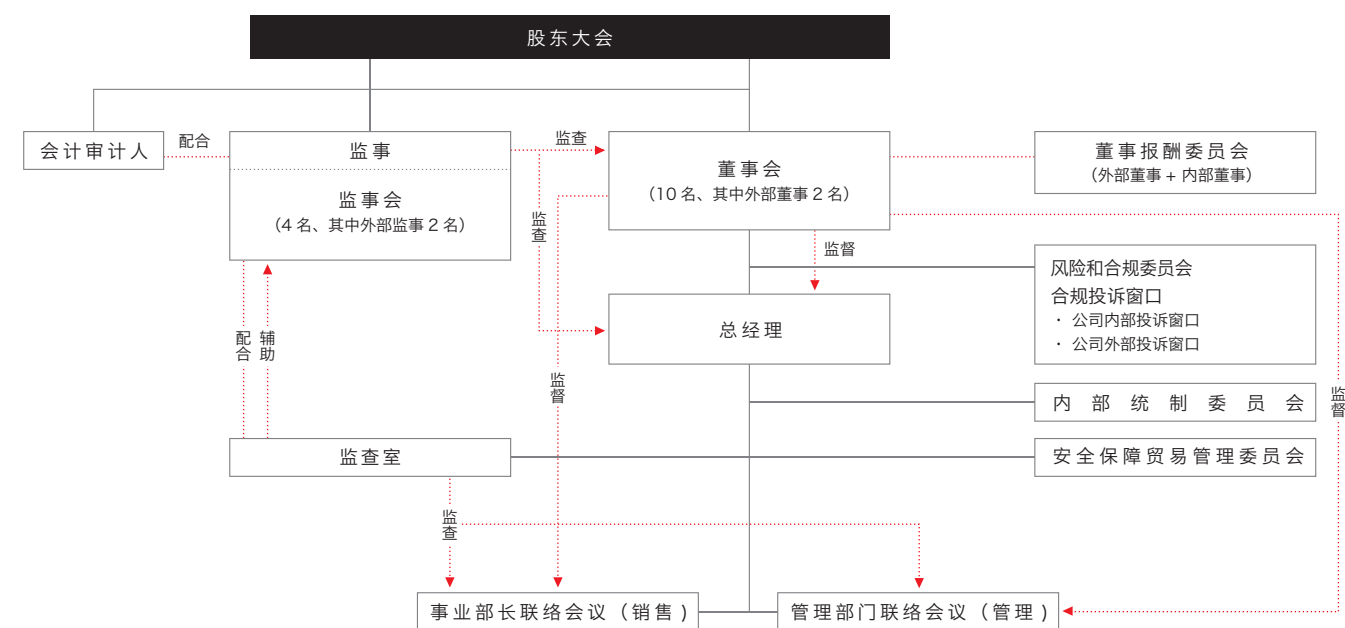 股东大会
会计审计人
配合
监事
监事会
（4 名、其中外部监事 2 名）
监查
监查
董事会
（10 名、其中外部董事 2 名）
董事报酬委员会
（外部董事 + 内部董事）
监督
风险和合规委员会
合规投诉窗口
・ 公司内部投诉窗口
・ 公司外部投诉窗口
总经理
配合
辅助
监督
内部统制委员会
监督
监查室
安全保障贸易管理委员会
监查
事业部长联络会议（销售）
管理部门联络会议（管理）